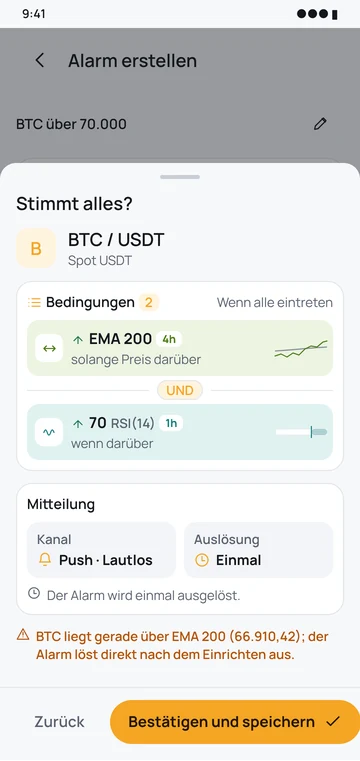 9:41
Alarm erstellen
BTC über 70.000
Stimmt alles?
B
BTC / USDT
Spot USDT
Bedingungen 2
Wenn alle eintreten
EMA 200 4h
solange Preis darüber
UND
70 RSI(14) 1h
wenn darüber
Mitteilung
Kanal
Push · Lautlos
Auslösung
Einmal
Der Alarm wird einmal ausgelöst.
BTC liegt gerade über EMA 200 (66.910,42); der
Alarm löst direkt nach dem Einrichten aus.
Zurück
Bestätigen und speichern